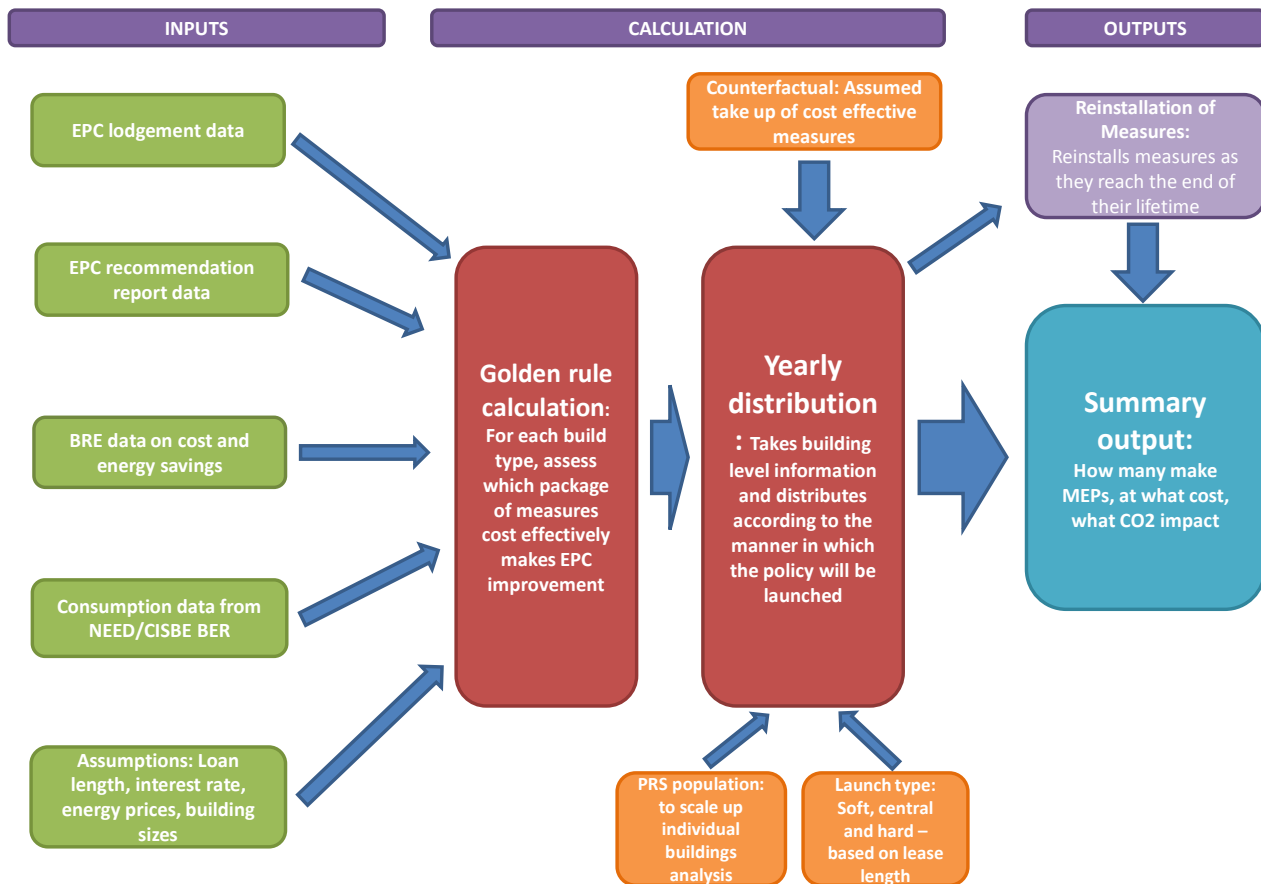 INPUTS
CALCULATION
OUTPUTS
EPC lodgement data
EPC recommendation
report data
BRE data on cost and
energy savings
Consumption data from
NEED/CISBE BER
Assumptions: Loan
length, interest rate,
energy prices, building
sizes
Golden rule
calculation:
For each build
type, assess
which package
of measures
cost effectively
makes EPC
improvement
Counterfactual: Assumed
take up of cost effective
measures
Yearly
distribution
: Takes building
level information
and distributes
according to the
manner in which
the policy will be
launched
PRS population:
to scale up
individual
buildings
analysis
Launch type:
Soft, central
and hard –
based on lease
length
Reinstallation of
Measures:
Reinstalls measures as
they reach the end of
their lifetime
Summary
output:
How many make
MEPs, at what cost,
what CO2 impact